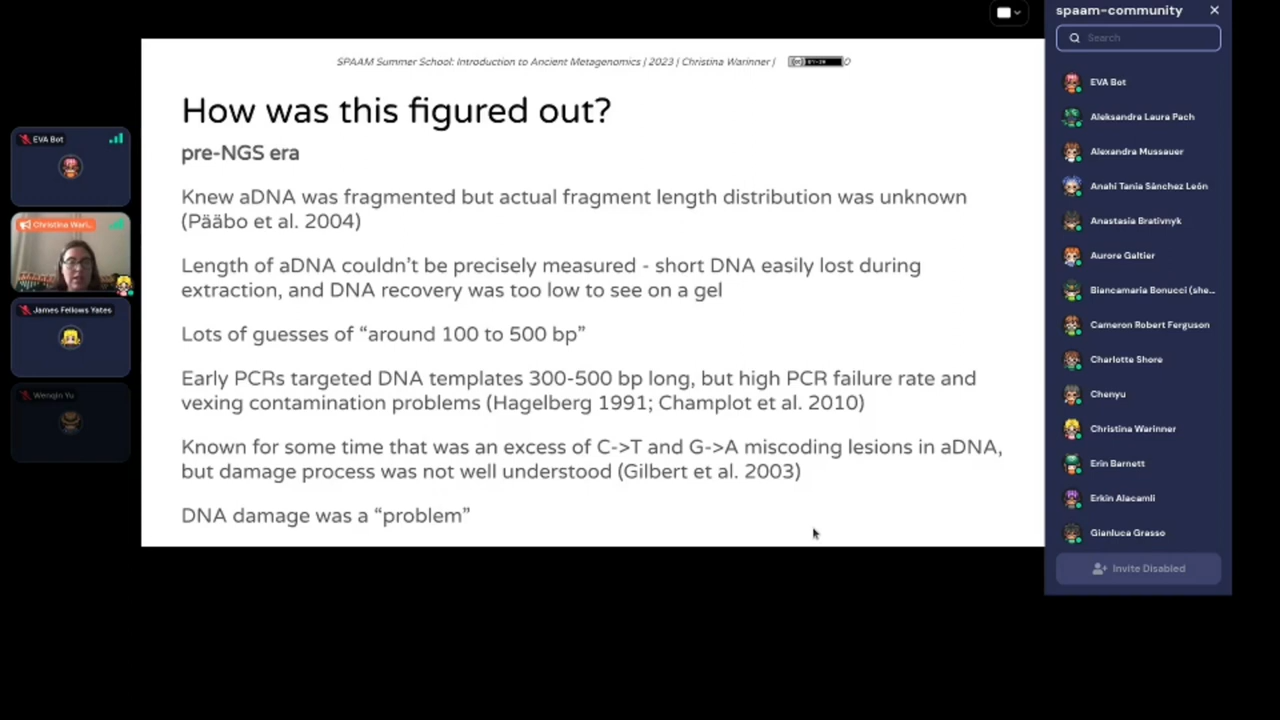 spaam-community
Search
SPAAM Summer School: Introduction to Ancient Metagenomics | 2023 | Christina Warinner |
How was this figured out?
pre-NGS era
Knew aDNA was fragmented but actual fragment length distribution was unknown
(Pääbo et al. 2004)
Length of aDNA couldn't be precisely measured - short DNA easily lost during
extraction, and DNA recovery was too low to see on a gel
Lots of guesses of “around 100 to 500 bp”
Early PCRs targeted DNA templates 300-500 bp long, but high PCR failure rate and
vexing contamination problems (Hagelberg 1991; Champlot et al. 2010)
Known for some time that was an excess of C->T and G->A miscoding lesions in aDNA,
but damage process was not well understood (Gilbert et al. 2003)
DNA damage was a “problem”
EVA Bot
Christina Wari...
James Fellows Yates
Wenqin Yu
EVA Bot
Aleksandra Laura Pach
Alexandra Mussauer
Anahí Tania Sánchez León
Anastasia Brativnyk
Aurore Galtier
Biancamaria Bonucci (she...
Cameron Robert Ferguson
Charlotte Shore
Chenyu
Christina Warinner
Erin Barnett
Erkin Alacamli
Gianluca Grasso
Invite Disabled